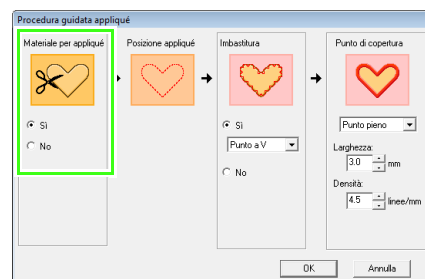 Procedura guidata appliqué
Materiale per appliqué
Posizione appliqué
Imbastitura
Punto di copertura
Sì
No
Sì
Punto a V
No
Punto pieno
Larghezza:
3.0 mm
Densità:
4.5 linee/mm
OK
Annulla